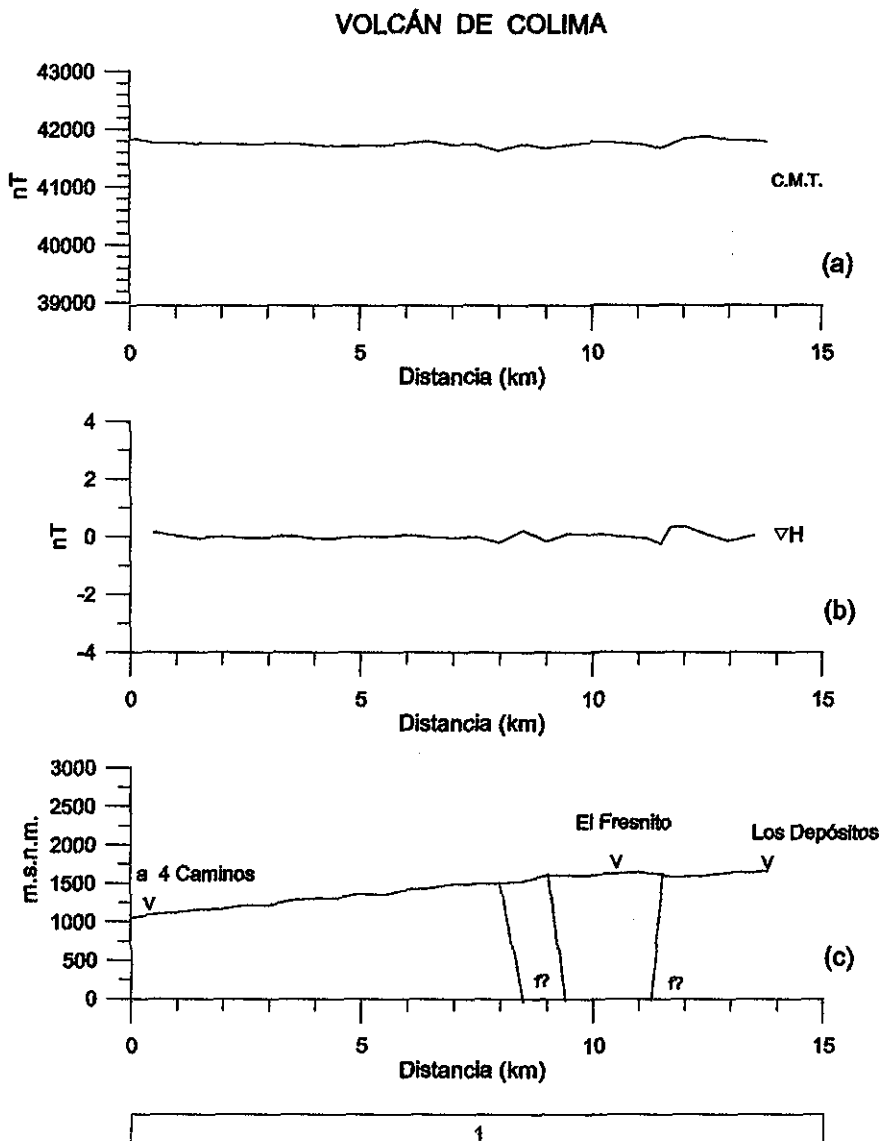 VOLCÁN DE COLIMA
43000
42000
41000
40000
39000
nT
C.M.T.
(a)
0 5 10 15
Distancia (km)
4
2
0
-2
-4
nT
▽H
(b)
0 5 10 15
Distancia (km)
3000
2500
2000
1500
1000
500
0
m.s.n.m.
a 4 Caminos
V
El Fresnito
V
Los Depósitos
V
f?
f?
(c)
0 5 10 15
Distancia (km)
1